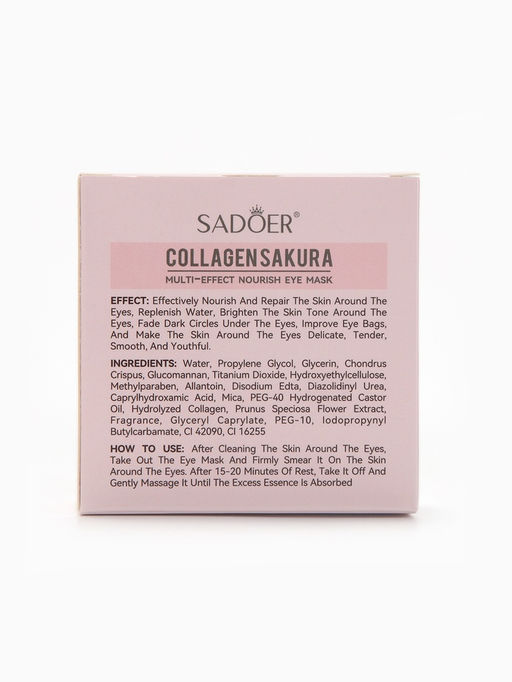 SADOER®
COLLAGEN SAKURA
MULTI-EFFECT NOURISH EYE MASK
EFFECT: Effectively Nourish And Repair The Skin Around The
Eyes, Replenish Water, Brighten The Skin Tone Around The
Eyes, Fade Dark Circles Under The Eyes, Improve Eye Bags,
And Make The Skin Around The Eyes Delicate, Tender,
Smooth, And Youthful.
INGREDIENTS: Water, Propylene Glycol, Glycerin, Chondrus
Crispus, Glucomannan, Titanium Dioxide, Hydroxyethylcellulose,
Methylparaben, Allantoin, Disodium Edta, Diazolidinyl Urea,
Caprylhydroxamic Acid, Mica, PEG-40 Hydrogenated Castor
Oil, Hydrolyzed Collagen, Prunus Speciosa Flower Extract,
Fragrance, Glyceryl Caprylate, PEG-10, Iodopropynyl
Butylcarbamate, CI 42090, CI 16255
HOW TO USE: After Cleaning The Skin Around The Eyes,
Take Out The Eye Mask And Firmly Smear It On The Skin
Around The Eyes. After 15-20 Minutes Of Rest, Take It Off And
Gently Massage It Until The Excess Essence Is Absorbed